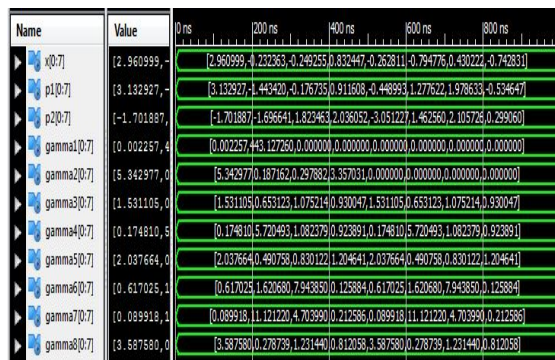 Name Value 0 ns 200 ns 400 ns 600 ns 800 ns
x[0:7] [2.960999,- [2.960999,-0.232363,-0.249255,0.832447,-0.262811,-0.794776,0.430222,-0.742831]
p1[0:7] [3.132927,- [3.132927,-1.443420,-0.176735,0.911608,-0.448993,1.277622,1.978633,-0.534647]
p2[0:7] [-1.701887, [-1.701887,-1.696641,1.823463,2.036052,-3.051227,1.462560,2.105726,0.299060]
gamma1[0:7] [0.002257,4 [0.002257,443.127260,0.000000,0.000000,0.000000,0.000000,0.000000,0.000000]
gamma2[0:7] [5.342977,0 [5.342977,0.187162,0.297882,3.357031,0.000000,0.000000,0.000000,0.000000]
gamma3[0:7] [1.531105,0 [1.531105,0.653123,1.075214,0.930047,1.531105,0.653123,1.075214,0.930047]
gamma4[0:7] [0.174810,5 [0.174810,5.720493,1.082379,0.923891,0.174810,5.720493,1.082379,0.923891]
gamma5[0:7] [2.037664,0 [2.037664,0.490758,0.830122,1.204641,2.037664,0.490758,0.830122,1.204641]
gamma6[0:7] [0.617025,1 [0.617025,1.620680,7.943850,0.125884,0.617025,1.620680,7.943850,0.125884]
gamma7[0:7] [0.089918,1 [0.089918,11.121220,4.703990,0.212586,0.089918,11.121220,4.703990,0.212586]
gamma8[0:7] [3.587580,0 [3.587580,0.278739,1.231440,0.812058,3.587580,0.278739,1.231440,0.812058]